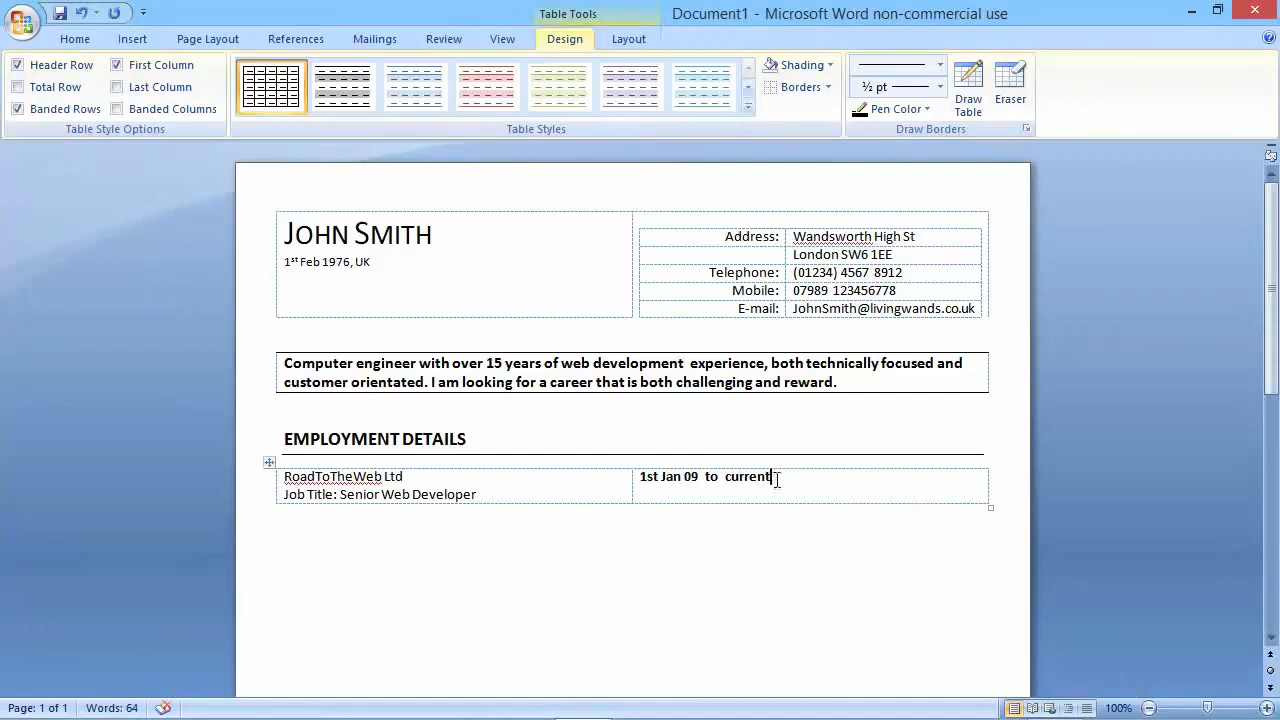 Table Tools
Document1 - Microsoft Word non-commercial use
Home Insert Page Layout References Mailings Review View Design Layout
Header Row First Column
Total Row Last Column
Banded Rows Banded Columns
Table Style Options
Table Styles
Shading
Borders
½ pt
Pen Color
Draw Table
Eraser
Draw Borders
JOHN SMITH
1st Feb 1976, UK
Address: Wandsworth High St
London SW6 1EE
Telephone: (01234) 4567 8912
Mobile: 07989 123456778
E-mail: JohnSmith@livingwands.co.uk
Computer engineer with over 15 years of web development experience, both technically focused and
customer orientated. I am looking for a career that is both challenging and reward.
EMPLOYMENT DETAILS
RoadToTheWeb Ltd 1st Jan 09 to current
Job Title: Senior Web Developer
Page: 1 of 1 Words: 64 100%